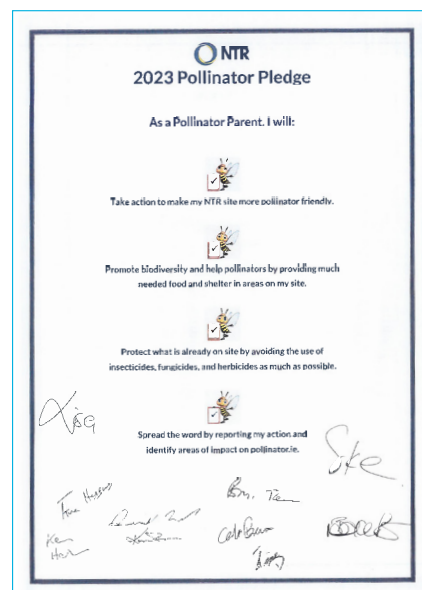 NTR
2023 Pollinator Pledge
As a Pollinator Parent. I will:
Take action to make my NTR site more pollinator friendly.
Promote biodiversity and help pollinators by providing much
needed food and shelter in areas on my site.
Protect what is already on site by avoiding the use of
insecticides, fungicides, and herbicides as much as possible.
Spread the word by reporting my action and
identify areas of impact on pollinator.ie.
Lisa
Ken